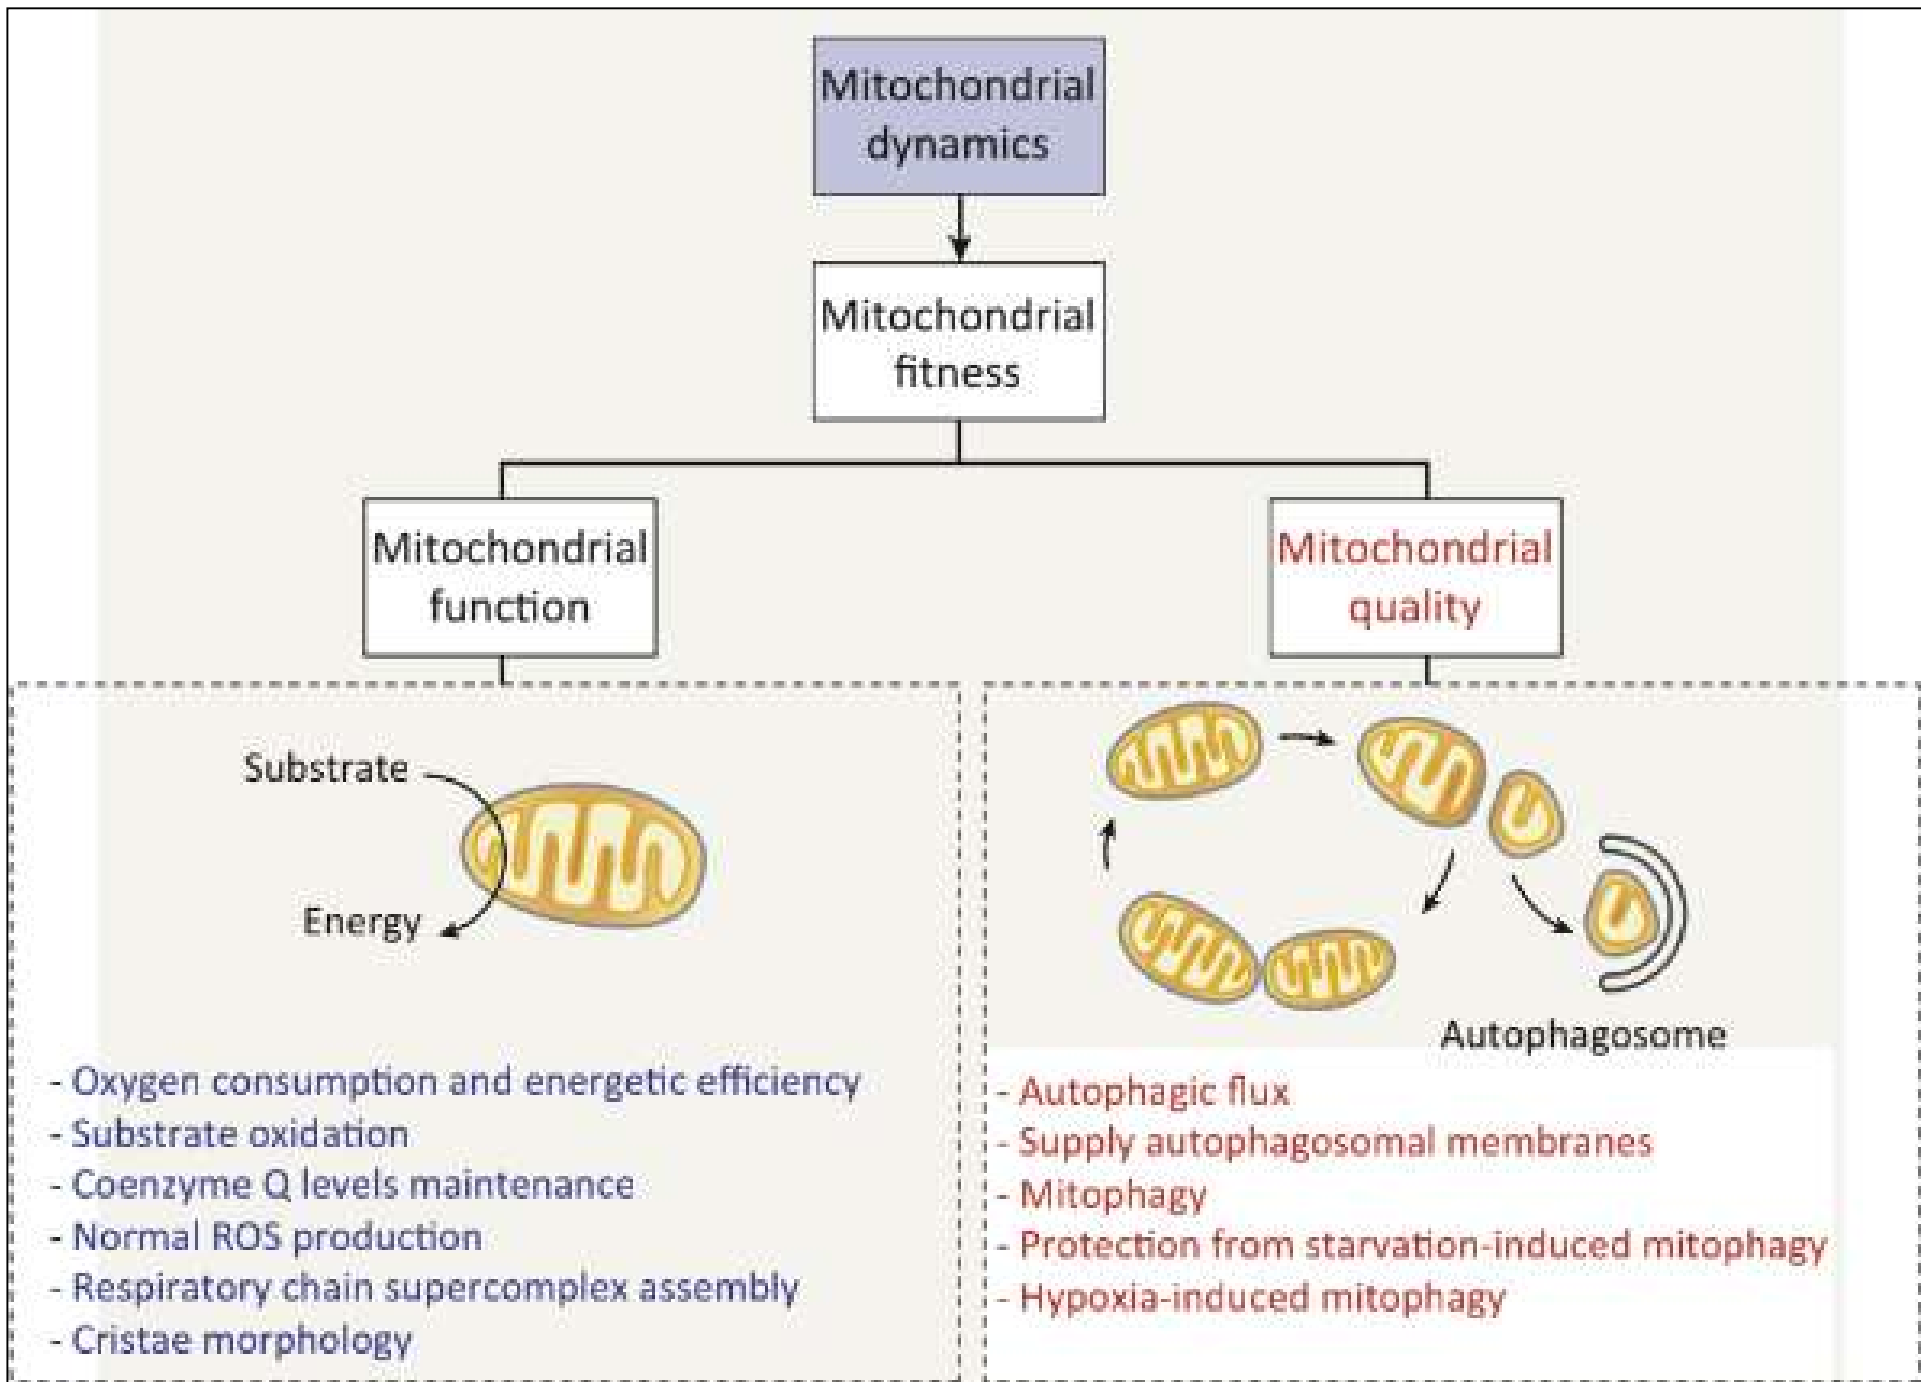 Mitochondrial
dynamics
Mitochondrial
fitness
Mitochondrial
function
Mitochondrial
quality
Substrate
Energy
- Oxygen consumption and energetic efficiency
- Substrate oxidation
- Coenzyme Q levels maintenance
- Normal ROS production
- Respiratory chain supercomplex assembly
- Cristae morphology
Autophagosome
- Autophagic flux
- Supply autophagosomal membranes
- Mitophagy
- Protection from starvation-induced mitophagy
- Hypoxia-induced mitophagy